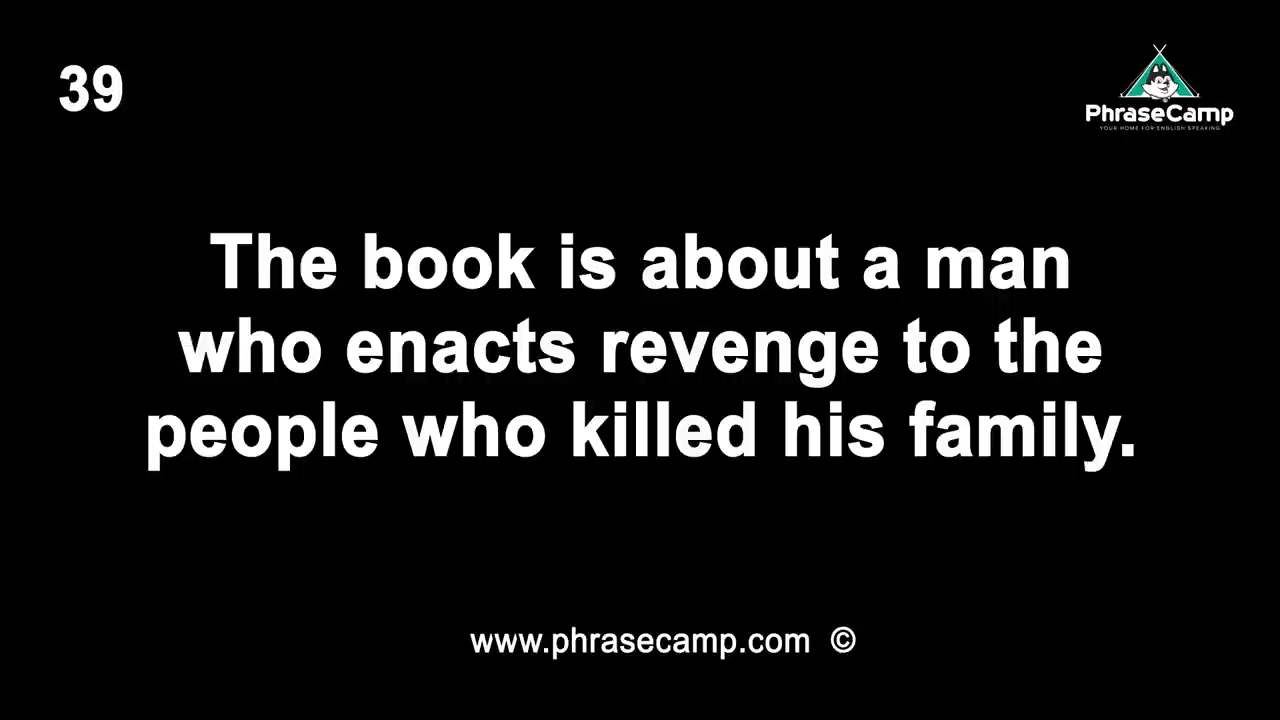 39
PhraseCamp
YOUR HOME FOR ENGLISH SPEAKING
The book is about a man
who enacts revenge to the
people who killed his family.
www.phrasecamp.com ©